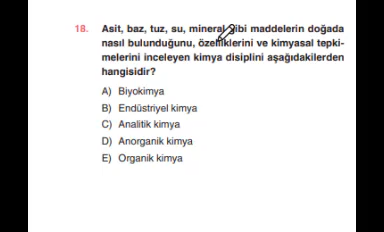 18. Asit, baz, tuz, su, mineral gibi maddelerin doğada
nasıl bulunduğunu, özelliklerini ve kimyasal tepki-
melerini inceleyen kimya disiplini aşağıdakilerden
hangisidir?
A) Biyokimya
B) Endüstriyel kimya
C) Analitik kimya
D) Anorganik kimya
E) Organik kimya